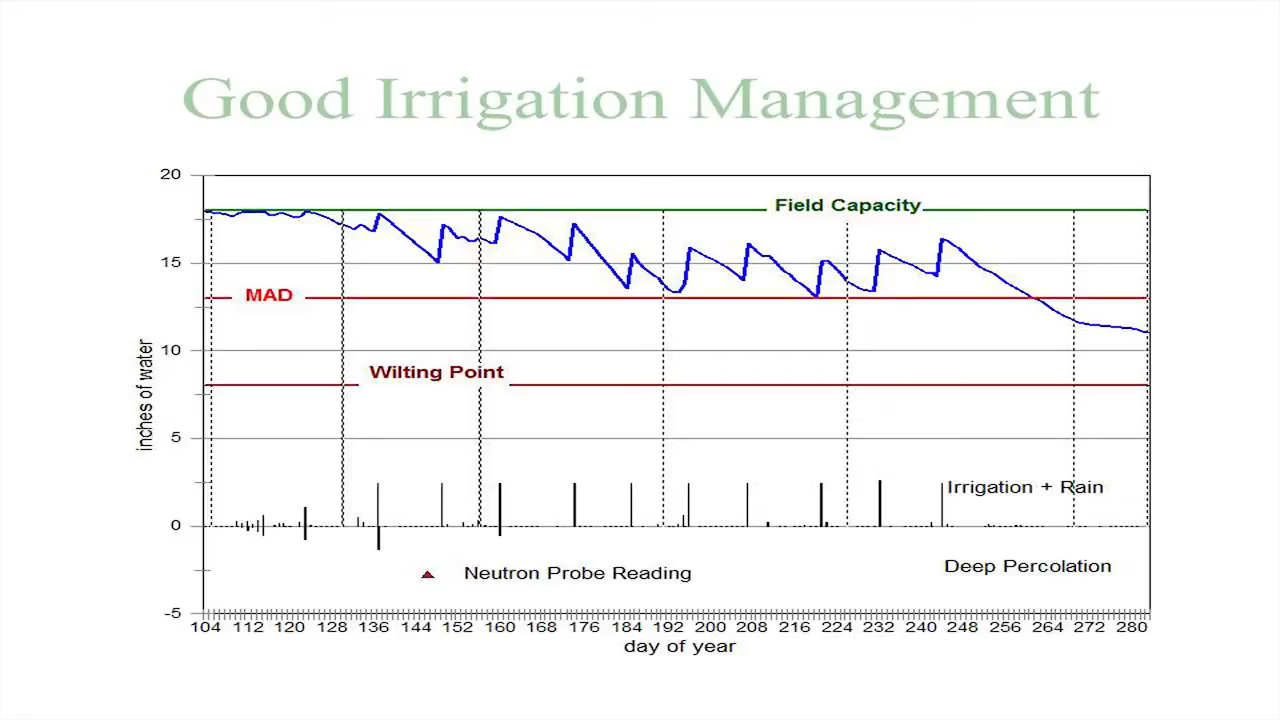 Good Irrigation Management
20
Field Capacity
15
MAD
10
Wilting Point
inches of water
5
Irrigation + Rain
0
Deep Percolation
Neutron Probe Reading
-5
104 112 120 128 136 144 152 160 168 176 184 192 200 208 216 224 232 240 248 256 264 272 280
day of year